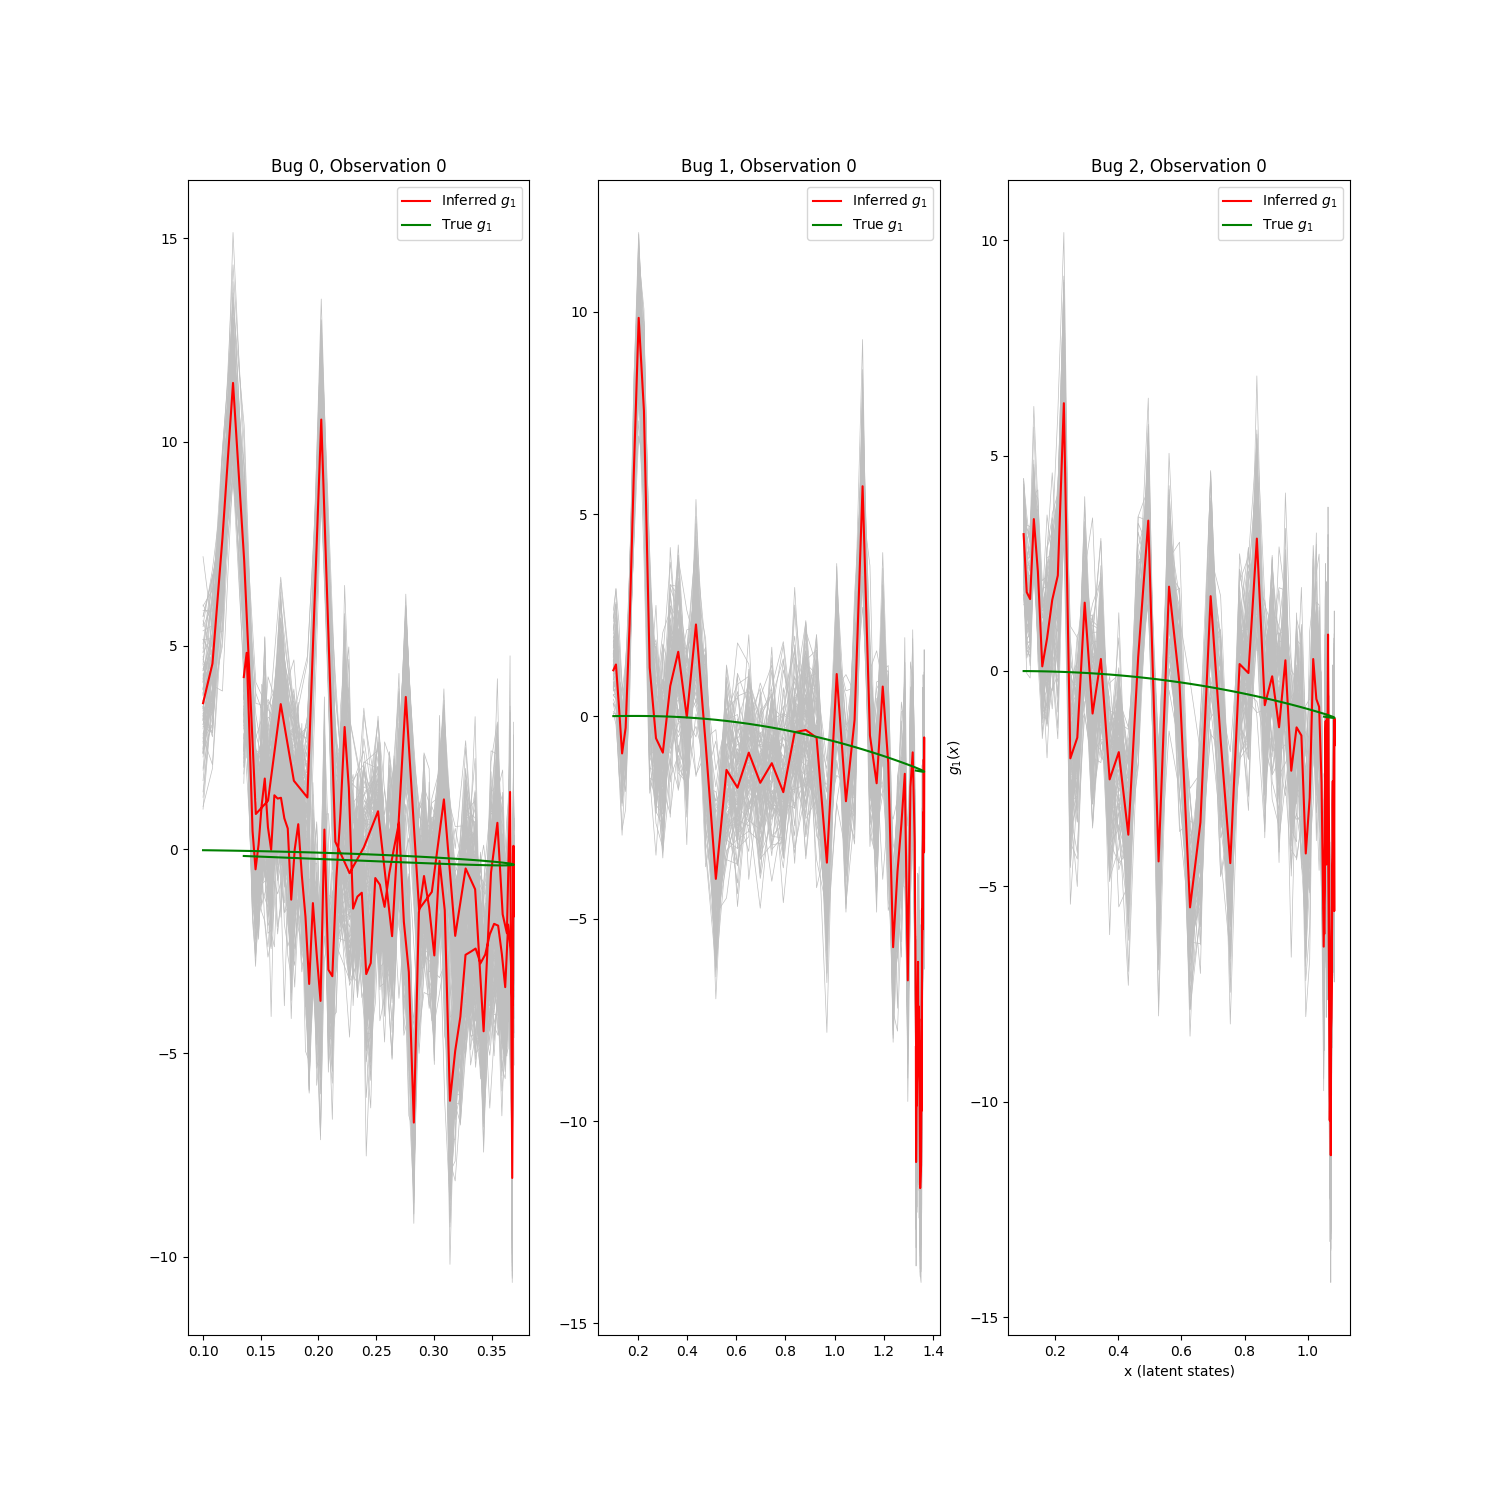 Bug 0, Observation 0
Inferred g₁
True g₁
15
10
5
0
−5
−10
0.10 0.15 0.20 0.25 0.30 0.35
Bug 1, Observation 0
Inferred g₁
True g₁
10
5
0
−5
−10
−15
0.2 0.4 0.6 0.8 1.0 1.2 1.4
Bug 2, Observation 0
Inferred g₁
True g₁
g₁(x)
10
5
0
−5
−10
−15
0.2 0.4 0.6 0.8 1.0
x (latent states)